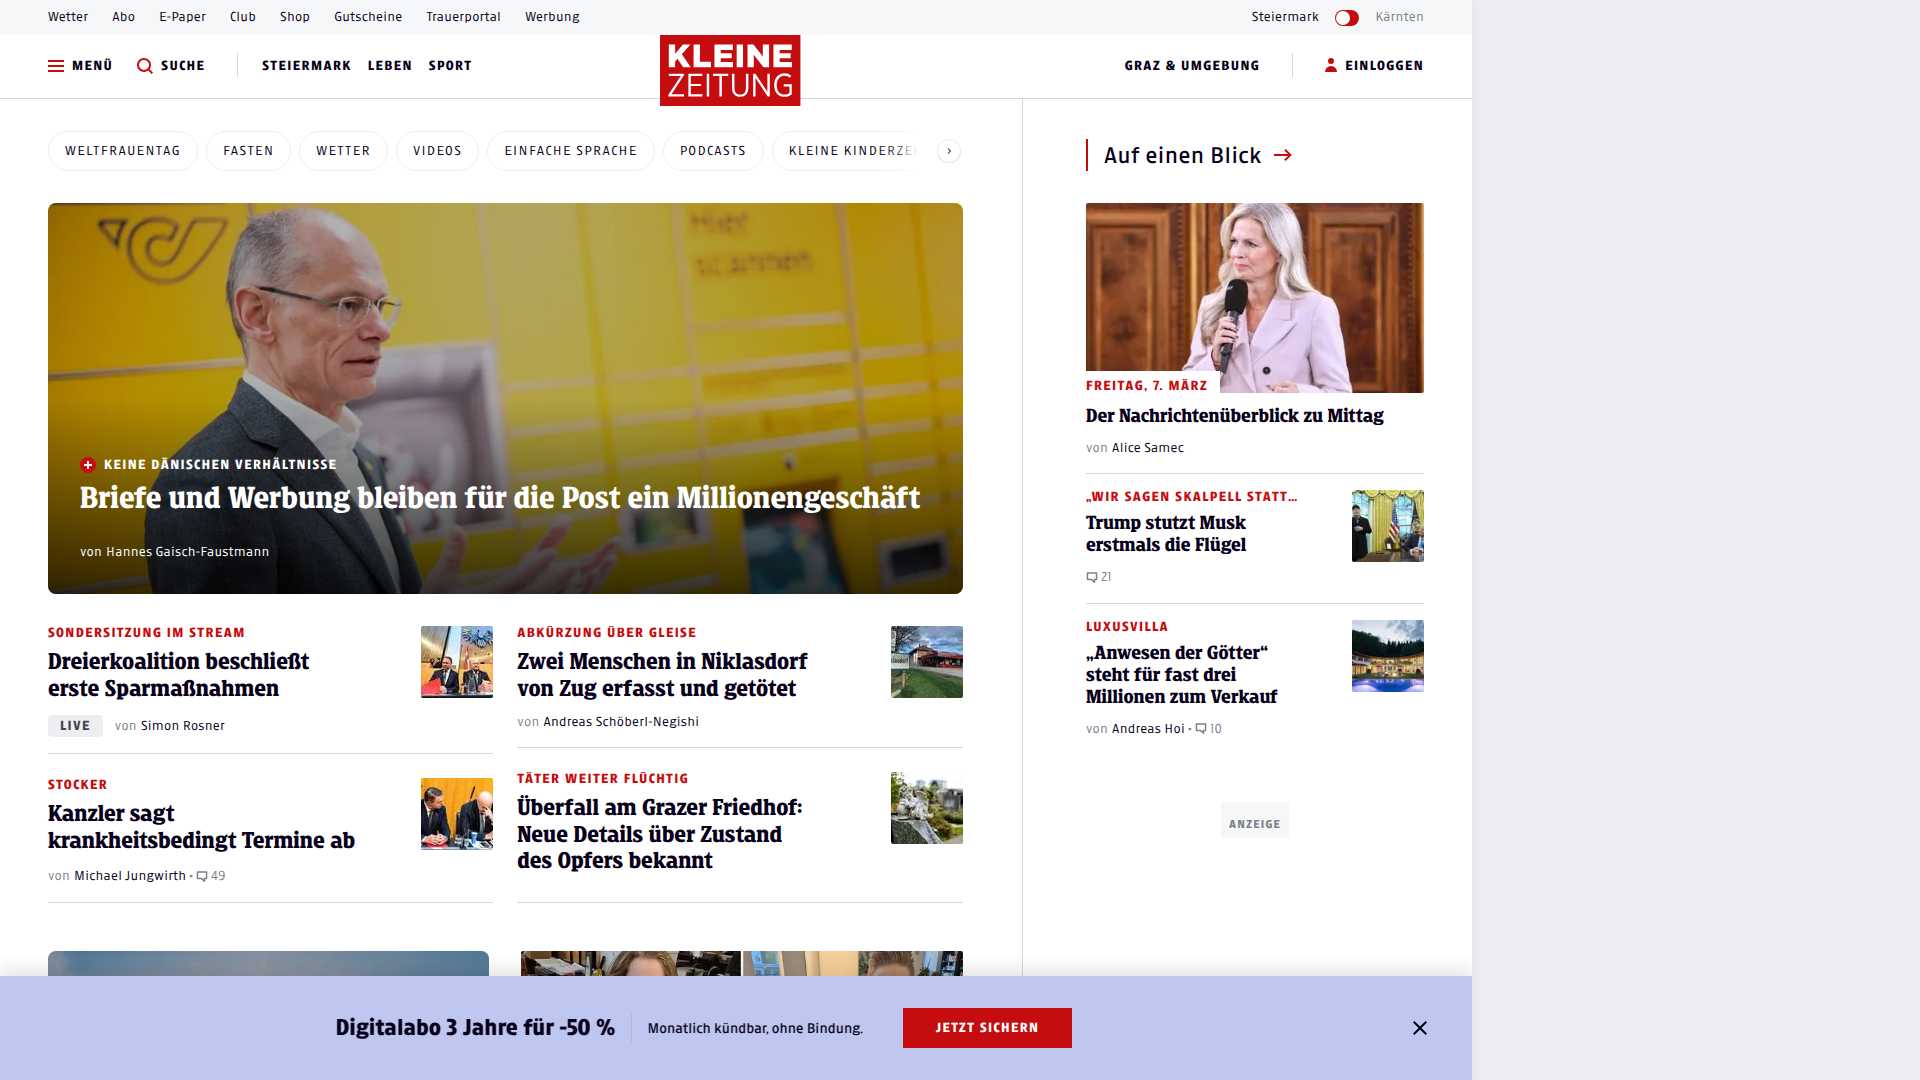 Wetter Abo E-Paper Club Shop Gutscheine Trauerportal Werbung Steiermark Kärnten
MENÜ SUCHE STEIERMARK LEBEN SPORT KLEINE ZEITUNG GRAZ & UMGEBUNG EINLOGGEN
WELTFRAUENTAG FASTEN WETTER VIDEOS EINFACHE SPRACHE PODCASTS KLEINE
KEINE DÄNISCHEN VERHÄLTNISSE
Briefe und Werbung bleiben für die Post ein Millionengeschäft
von Hannes Gaisch-Faustmann
SONDERSITZUNG IM STREAM
Dreierkoalition beschließt
erste Sparmaßnahmen
LIVE von Simon Rosner
STOCKER
Kanzler sagt
krankheitsbedingt Termine ab
von Michael Jungwirth • 49
ABKÜRZUNG ÜBER GLEISE
Zwei Menschen in Niklasdorf
von Zug erfasst und getötet
von Andreas Schöberl-Negishi
TÄTER WEITER FLÜCHTIG
Überfall am Grazer Friedhof:
Neue Details über Zustand
des Opfers bekannt
Auf einen Blick
FREITAG, 7. MÄRZ
Der Nachrichtenüberblick zu Mittag
von Alice Samec
„WIR SAGEN SKALPELL STATT…
Trump stutzt Musk
erstmals die Flügel
21
LUXUSVILLA
„Anwesen der Götter“
steht für fast drei
Millionen zum Verkauf
von Andreas Hoi • 10
ANZEIGE
Digitalabo 3 Jahre für -50 % Monatlich kündbar, ohne Bindung. JETZT SICHERN